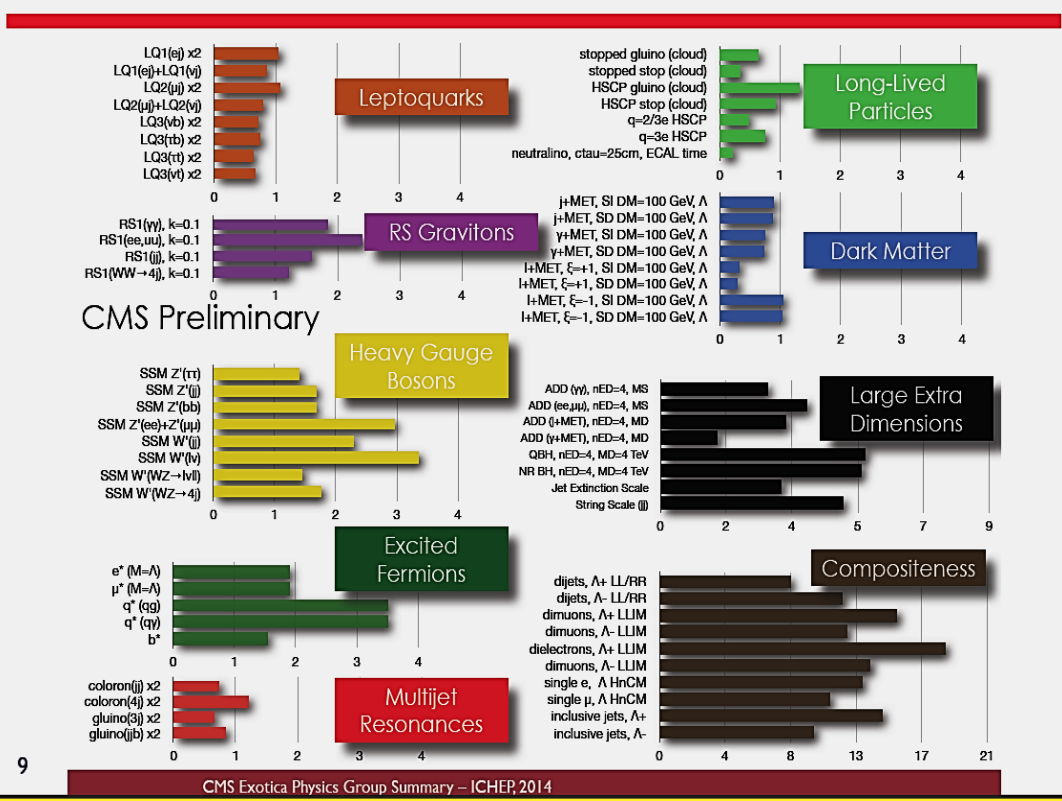 LQ1(ej) x2
LQ1(ej)+LQ1(νj)
LQ2(μj) x2
LQ2(μj)+LQ2(νj)
LQ3(νb) x2
LQ3(τb) x2
LQ3(τt) x2
LQ3(vt) x2
0 1 2 3 4
Leptoquarks
RS1(γγ), k=0.1
RS1(ee,uu), k=0.1
RS1(jj), k=0.1
RS1(WW→4j), k=0.1
0 1 2 3 4
RS Gravitons
CMS Preliminary
Heavy Gauge
Bosons
SSM Z'(ττ)
SSM Z'(jj)
SSM Z'(bb)
SSM Z'(ee)+Z'(μμ)
SSM W'(jj)
SSM W'(lν)
SSM W'(WZ→lνll)
SSM W'(WZ→4j)
0 1 2 3 4
Excited
Fermions
e* (M=Λ)
μ* (M=Λ)
q* (qg)
q* (qγ)
b*
0 1 2 3 4
coloron(jj) x2
coloron(4j) x2
gluino(3j) x2
gluino(jjb) x2
0 1 2 3 4
Multijet
Resonances
stopped gluino (cloud)
stopped stop (cloud)
HSCP gluino (cloud)
HSCP stop (cloud)
q=2/3e HSCP
q=3e HSCP
neutralino, ctau=25cm, ECAL time
0 1 2 3 4
Long-Lived
Particles
j+MET, SI DM=100 GeV, Λ
j+MET, SD DM=100 GeV, Λ
γ+MET, SI DM=100 GeV, Λ
γ+MET, SD DM=100 GeV, Λ
l+MET, ξ=+1, SI DM=100 GeV, Λ
l+MET, ξ=+1, SD DM=100 GeV, Λ
l+MET, ξ=-1, SI DM=100 GeV, Λ
l+MET, ξ=-1, SD DM=100 GeV, Λ
0 1 2 3 4
Dark Matter
ADD (γγ), nED=4, MS
ADD (ee,μμ), nED=4, MS
ADD (j+MET), nED=4, MD
ADD (γ+MET), nED=4, MD
QBH, nED=4, MD=4 TeV
NR BH, nED=4, MD=4 TeV
Jet Extinction Scale
String Scale (jj)
0 2 4 5 7 9
Large Extra
Dimensions
Compositeness
dijets, Λ+ LL/RR
dijets, Λ- LL/RR
dimuons, Λ+ LLIM
dimuons, Λ- LLIM
dielectrons, Λ+ LLIM
dimuons, Λ- LLIM
single e, Λ HnCM
single μ, Λ HnCM
inclusive jets, Λ+
inclusive jets, Λ-
0 4 8 13 17 21
9
CMS Exotica Physics Group Summary – ICHEP, 2014